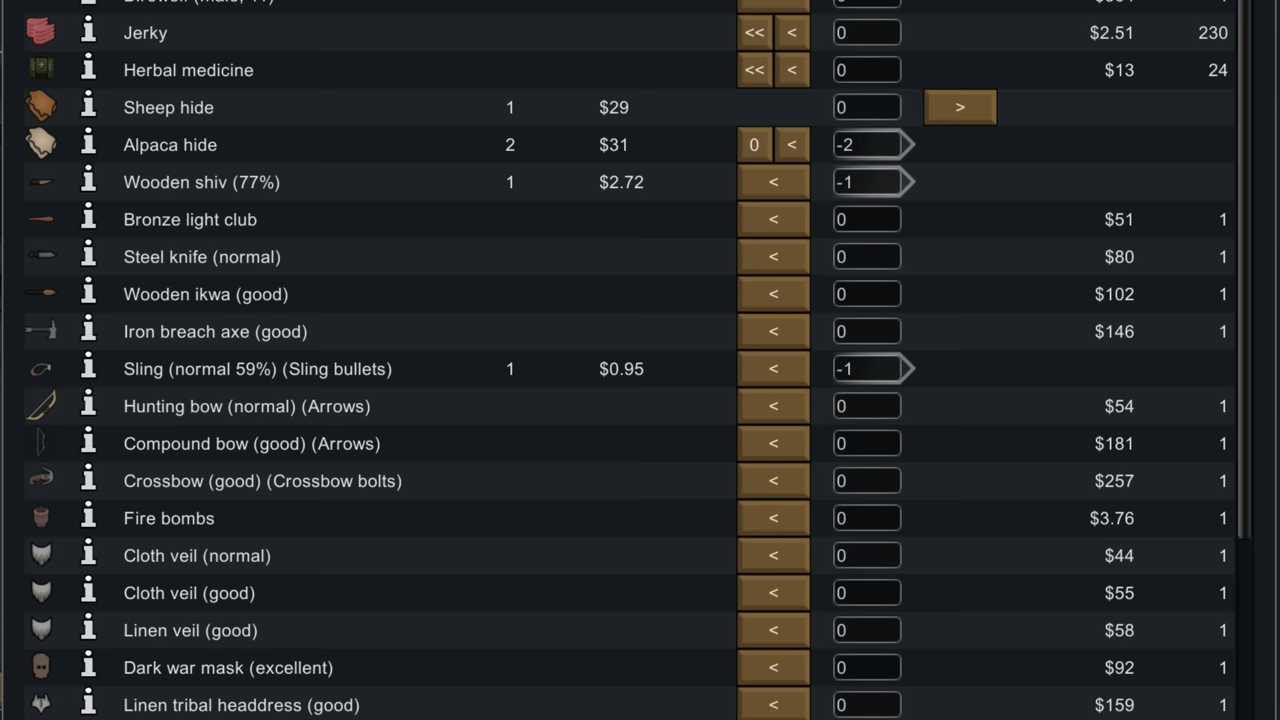 Jerky << < 0 $2.51 230
Herbal medicine << < 0 $13 24
Sheep hide 1 $29 0 >
Alpaca hide 2 $31 0 < -2
Wooden shiv (77%) 1 $2.72 < -1
Bronze light club < 0 $51 1
Steel knife (normal) < 0 $80 1
Wooden ikwa (good) < 0 $102 1
Iron breach axe (good) < 0 $146 1
Sling (normal 59%) (Sling bullets) 1 $0.95 < -1
Hunting bow (normal) (Arrows) < 0 $54 1
Compound bow (good) (Arrows) < 0 $181 1
Crossbow (good) (Crossbow bolts) < 0 $257 1
Fire bombs < 0 $3.76 1
Cloth veil (normal) < 0 $44 1
Cloth veil (good) < 0 $55 1
Linen veil (good) < 0 $58 1
Dark war mask (excellent) < 0 $92 1
Linen tribal headdress (good) < 0 $159 1